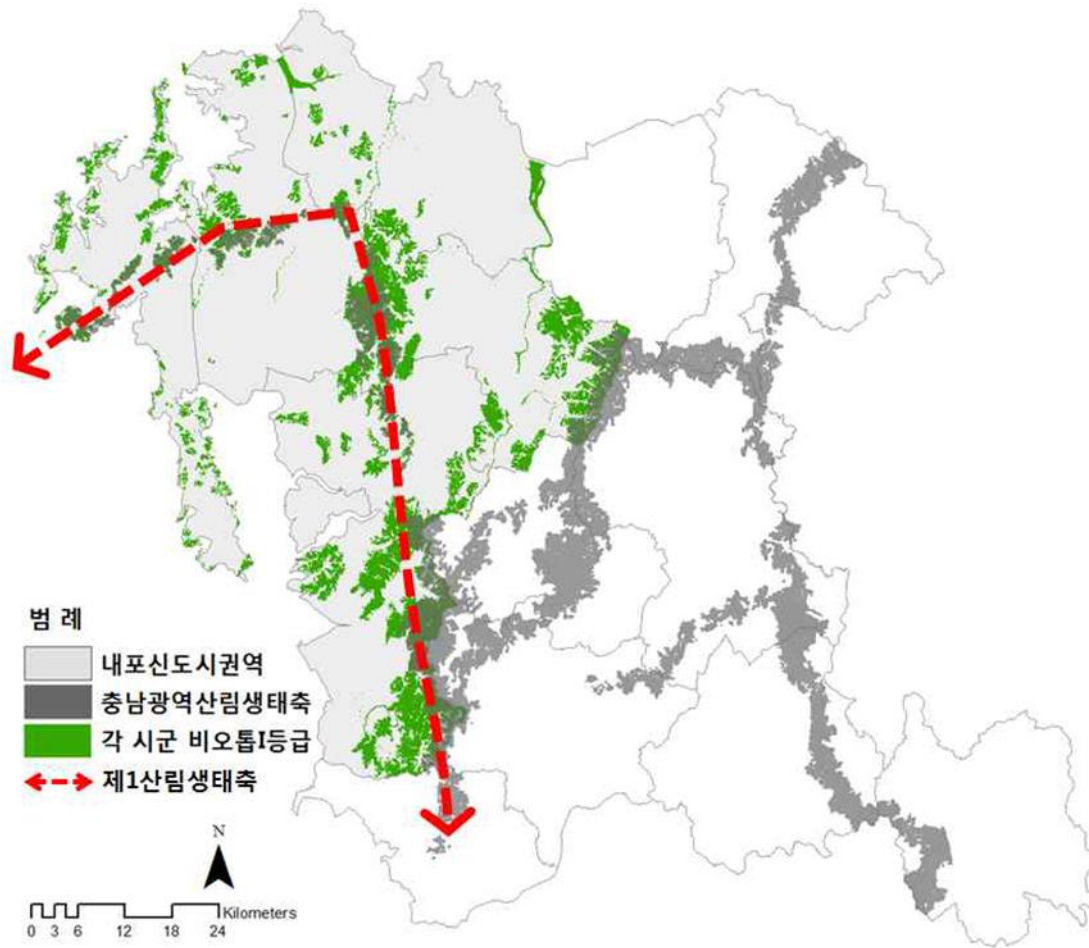 범 례
내포신도시권역
충남광역산림생태축
각 시군 비오톱I등급
제1산림생태축
N
Kilometers
0 3 6 12 18 24